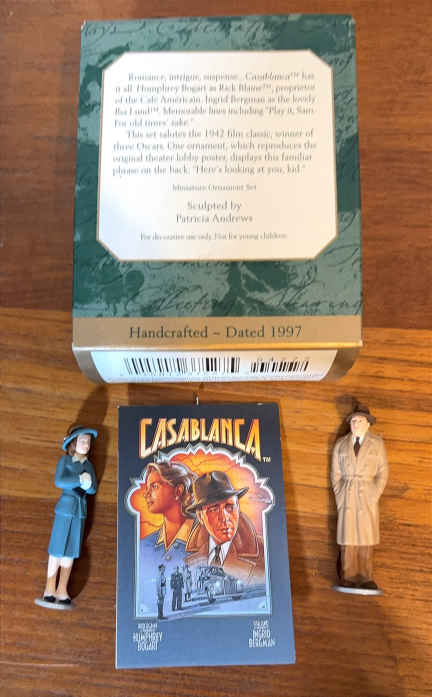 Romance, intrigue, suspense...Casablanca™ has
it all. Humphrey Bogart as Rick Blaine™, proprietor
of the Cafe Américain. Ingrid Bergman as the lovely
Ilsa Lund™. Memorable lines including "Play it, Sam.
For old times' sake."
This set salutes the 1942 film classic, winner of
three Oscars. One ornament, which reproduces the
original theater lobby poster, displays this familiar
phrase on the back: "Here's looking at you, kid."
Miniature Ornament Set
Sculpted by
Patricia Andrews
For decorative use only. Not for young children.
Handcrafted ~ Dated 1997
CASABLANCA™
HUMPHREY
BOGART
INGRID
BERGMAN